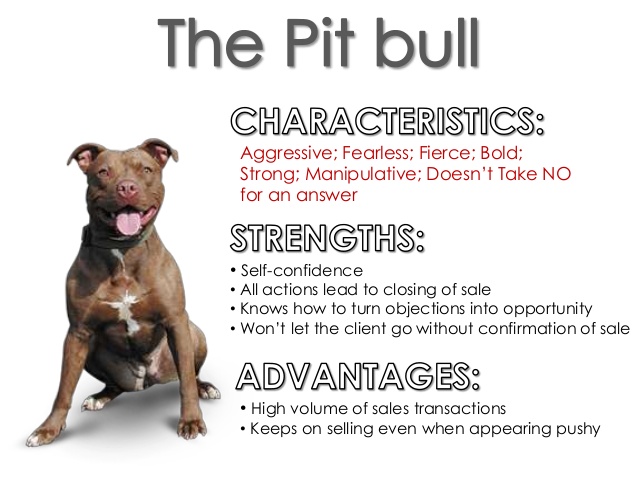 The Pit bull
CHARACTERISTICS:
Aggressive; Fearless; Fierce; Bold;
Strong; Manipulative; Doesn't Take NO
for an answer
STRENGTHS:
• Self-confidence
• All actions lead to closing of sale
• Knows how to turn objections into opportunity
• Won't let the client go without confirmation of sale
ADVANTAGES:
• High volume of sales transactions
• Keeps on selling even when appearing pushy